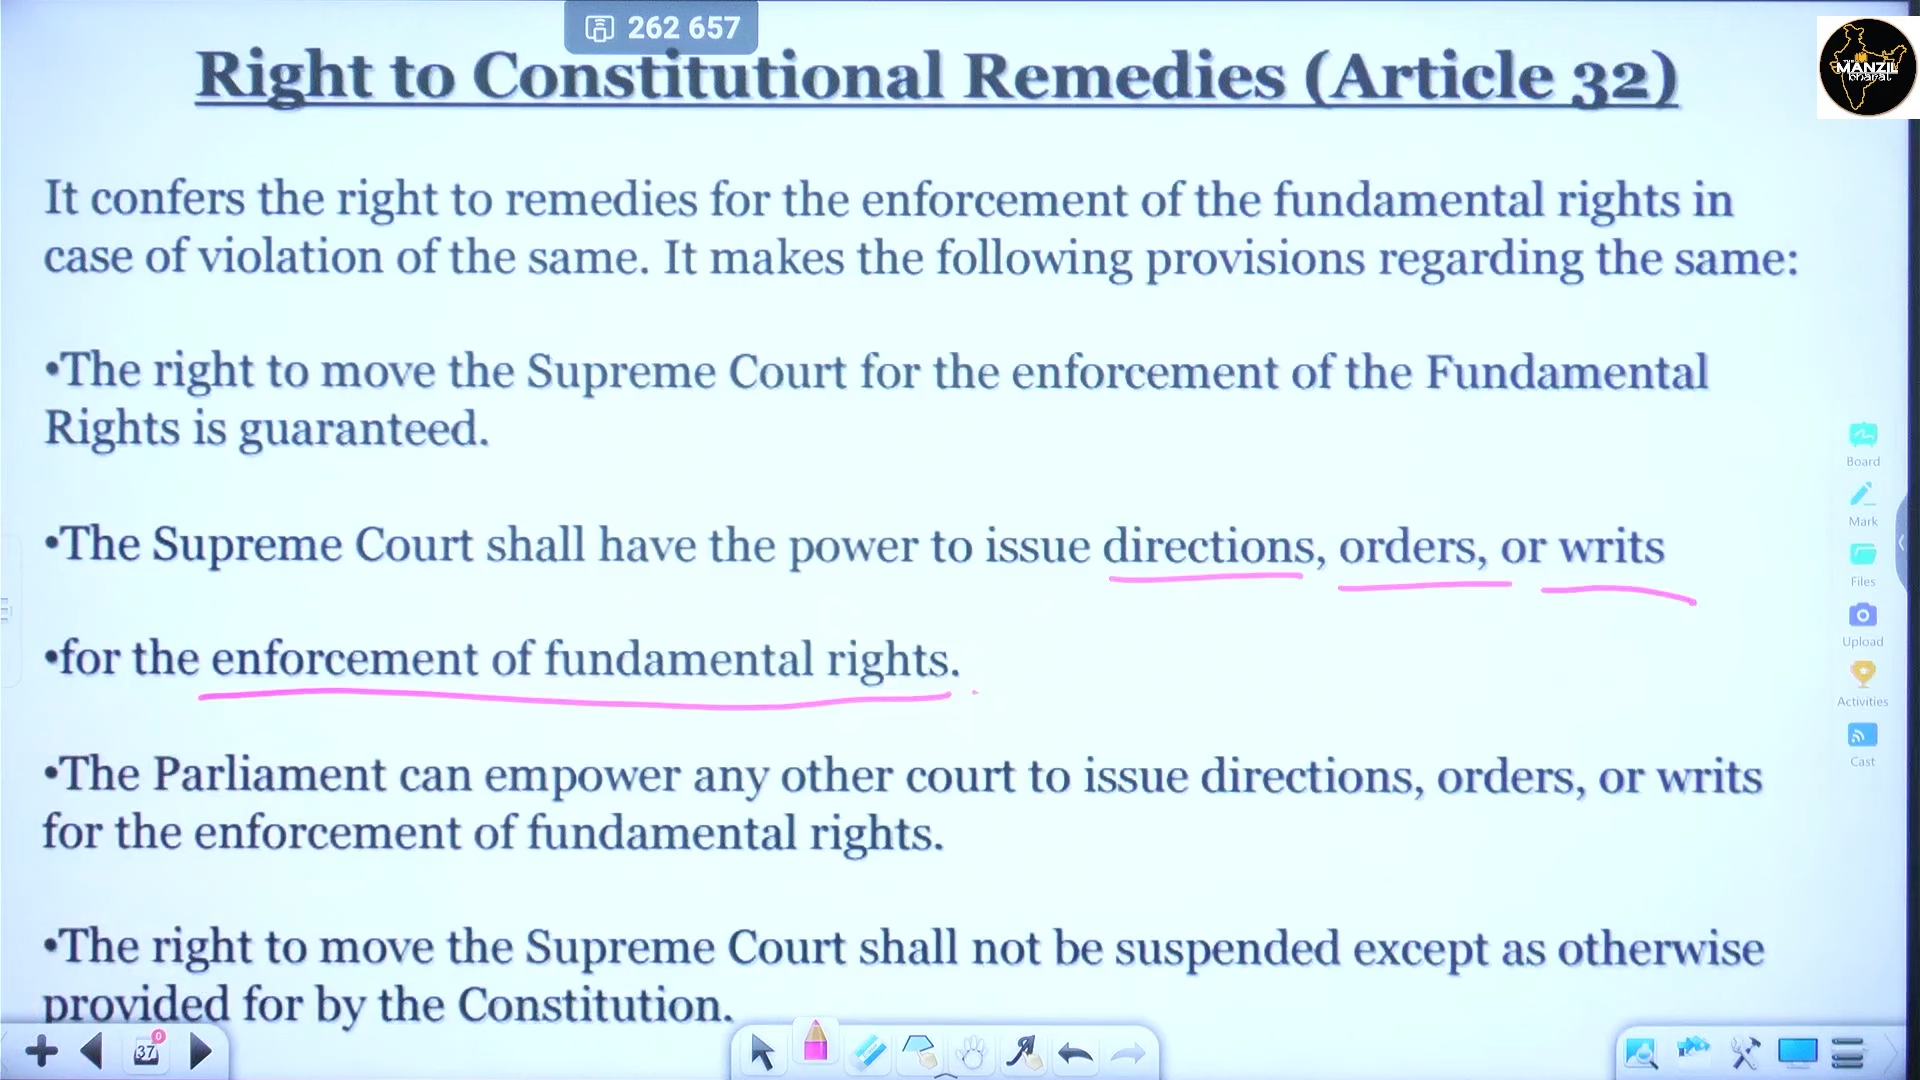 262 657
Right to Constitutional Remedies (Article 32)
MANZIL
bharat
It confers the right to remedies for the enforcement of the fundamental rights in
case of violation of the same. It makes the following provisions regarding the same:
•The right to move the Supreme Court for the enforcement of the Fundamental
Rights is guaranteed.
•The Supreme Court shall have the power to issue directions, orders, or writs
•for the enforcement of fundamental rights.
•The Parliament can empower any other court to issue directions, orders, or writs
for the enforcement of fundamental rights.
•The right to move the Supreme Court shall not be suspended except as otherwise
provided for by the Constitution.
Board
Mark
Files
Upload
Activities
Cast
37
0